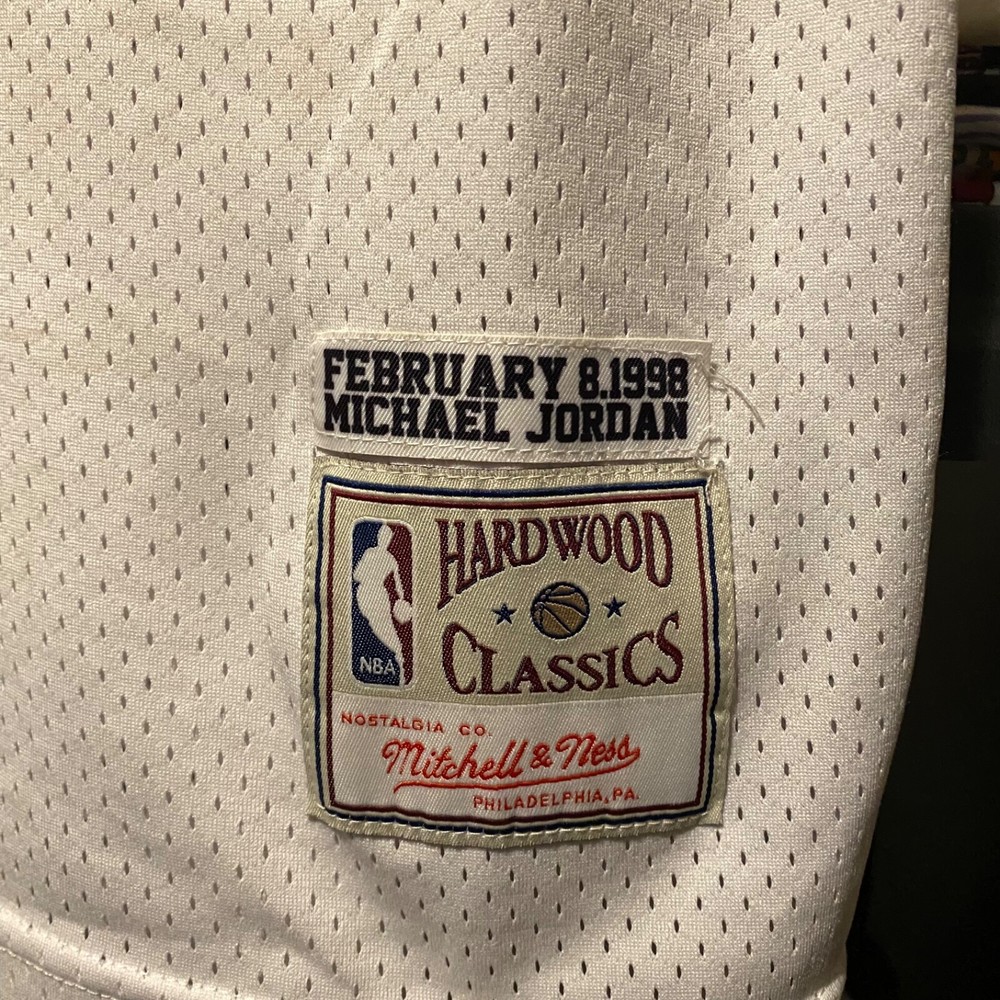 FEBRUARY 8.1998
MICHAEL JORDAN
HARDWOOD
CLASSICS
NBA
NOSTALGIA CO.
Mitchell & Ness
PHILADELPHIA, PA.